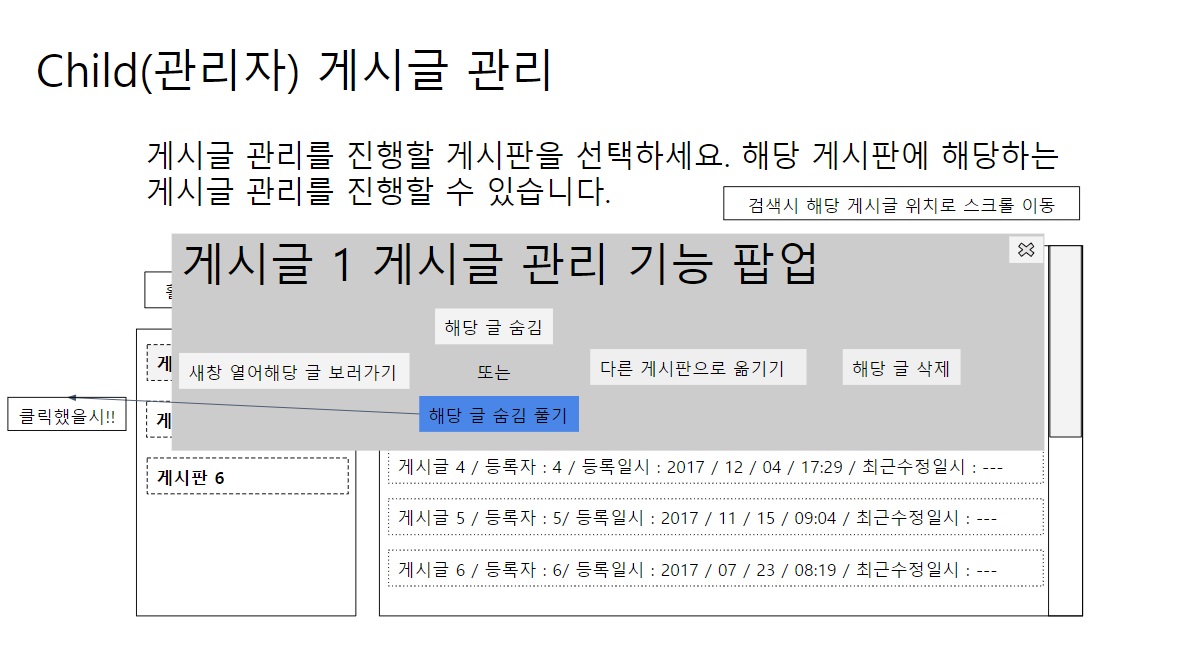 Child(관리자) 게시글 관리
게시글 관리를 진행할 게시판을 선택하세요. 해당 게시판에 해당하는
게시글 관리를 진행할 수 있습니다.
검색시 해당 게시글 위치로 스크롤 이동
게시글 1 게시글 관리 기능 팝업
해당 글 숨김
새창 열어해당 글 보러가기
또는
다른 게시판으로 옮기기
해당 글 삭제
해당 글 숨김 풀기
클릭했을시!!
게시판 6
게시글 4 / 등록자 : 4 / 등록일시 : 2017 / 12 / 04 / 17:29 / 최근수정일시 : ---
게시글 5 / 등록자 : 5/ 등록일시 : 2017 / 11 / 15 / 09:04 / 최근수정일시 : ---
게시글 6 / 등록자 : 6/ 등록일시 : 2017 / 07 / 23 / 08:19 / 최근수정일시 : ---